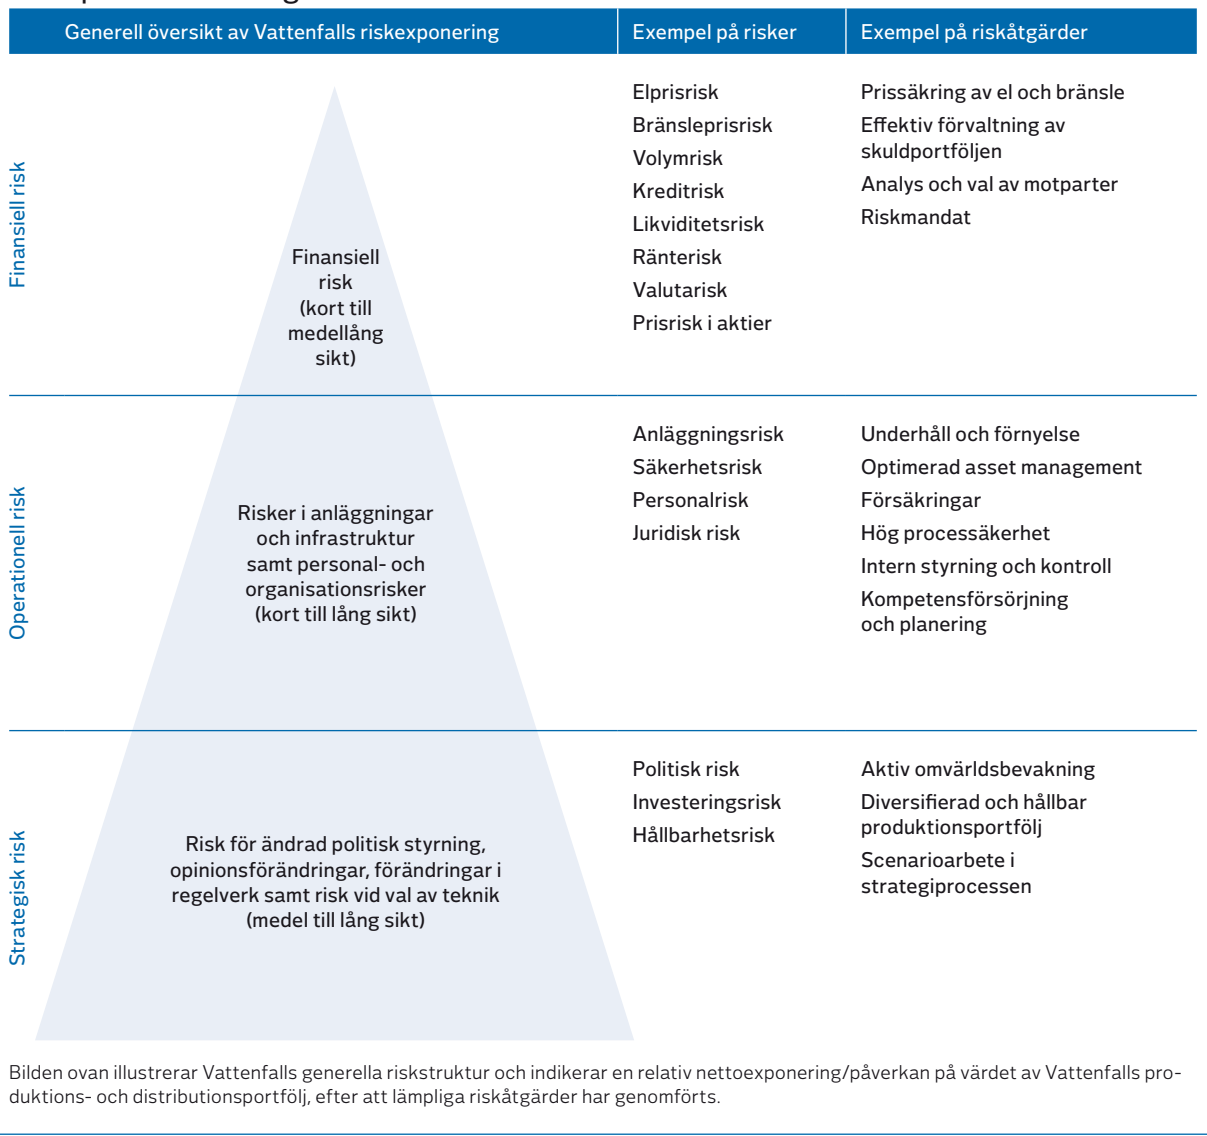 Generell översikt av Vattenfalls riskexponering
Exempel på risker
Exempel på riskåtgärder
Finansiell risk
Finansiell
risk
(kort till
medellång
sikt)
Elprisrisk
Bränsleprisrisk
Volymrisk
Kreditrisk
Likviditetsrisk
Ränterisk
Valutarisk
Prisrisk i aktier
Prissäkring av el och bränsle
Effektiv förvaltning av
skuldportföljen
Analys och val av motparter
Riskmandat
Operationell risk
Risker i anläggningar
och infrastruktur
samt personal- och
organisationsrisker
(kort till lång sikt)
Anläggningsrisk
Säkerhetsrisk
Personalrisk
Juridisk risk
Underhåll och förnyelse
Optimerad asset management
Försäkringar
Hög processäkerhet
Intern styrning och kontroll
Kompetensförsörjning
och planering
Strategisk risk
Risk för ändrad politisk styrning,
opinionsförändringar, förändringar i
regelverk samt risk vid val av teknik
(medel till lång sikt)
Politisk risk
Investeringsrisk
Hållbarhetsrisk
Aktiv omvärldsbevakning
Diversifierad och hållbar
produktionsportfölj
Scenarioarbete i
strategiprocessen
Bilden ovan illustrerar Vattenfalls generella riskstruktur och indikerar en relativ nettoexponering/påverkan på värdet av Vattenfalls pro-
duktions- och distributionsportfölj, efter att lämpliga riskåtgärder har genomförts.